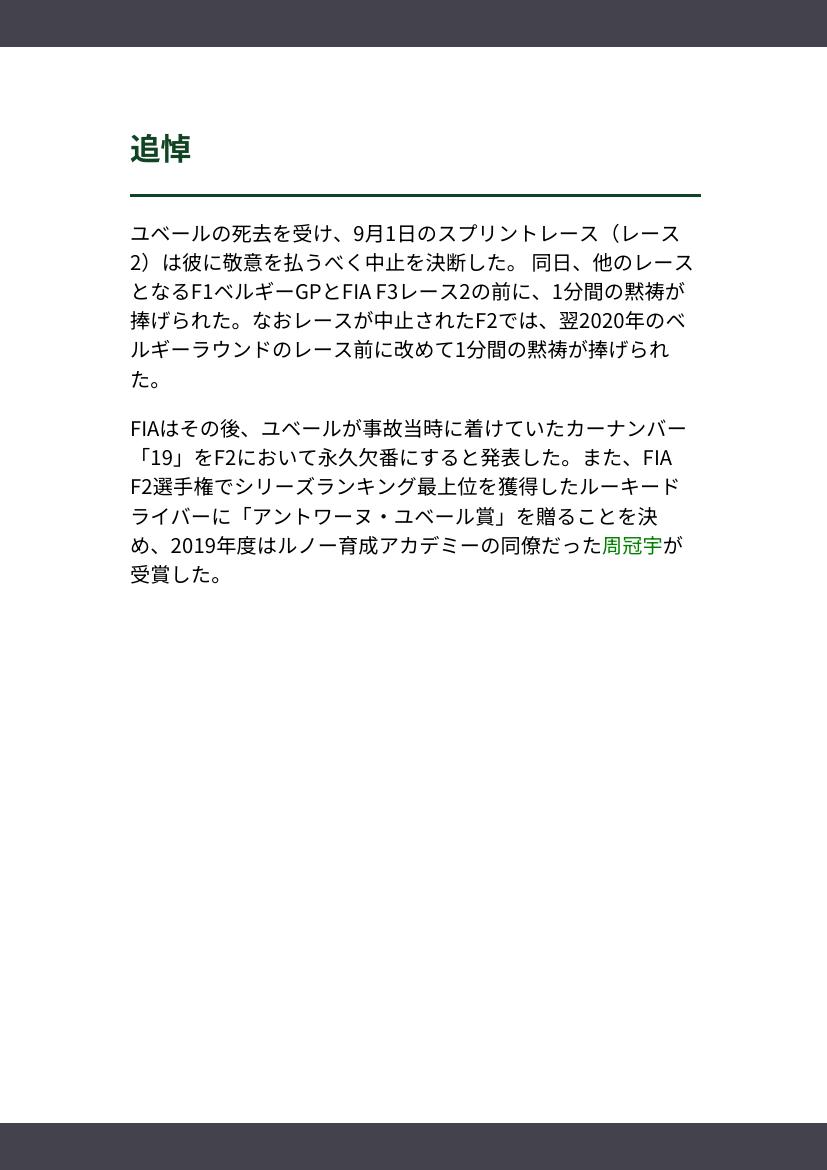 追悼
ユベールの死去を受け、9月1日のスプリントレース（レース
2）は彼に敬意を払うべく中止を決断した。 同日、他のレース
となるF1ベルギーGPとFIA F3レース2の前に、1分間の黙祷が
捧げられた。なおレースが中止されたF2では、翌2020年のベ
ルギーラウンドのレース前に改めて1分間の黙祷が捧げられ
た。
FIAはその後、ユベールが事故当時に着けていたカーナンバー
「19」をF2において永久欠番にすると発表した。また、FIA
F2選手権でシリーズランキング最上位を獲得したルーキード
ライバーに「アントワーヌ・ユベール賞」を贈ることを決
め、2019年度はルノー育成アカデミーの同僚だった周冠宇が
受賞した。